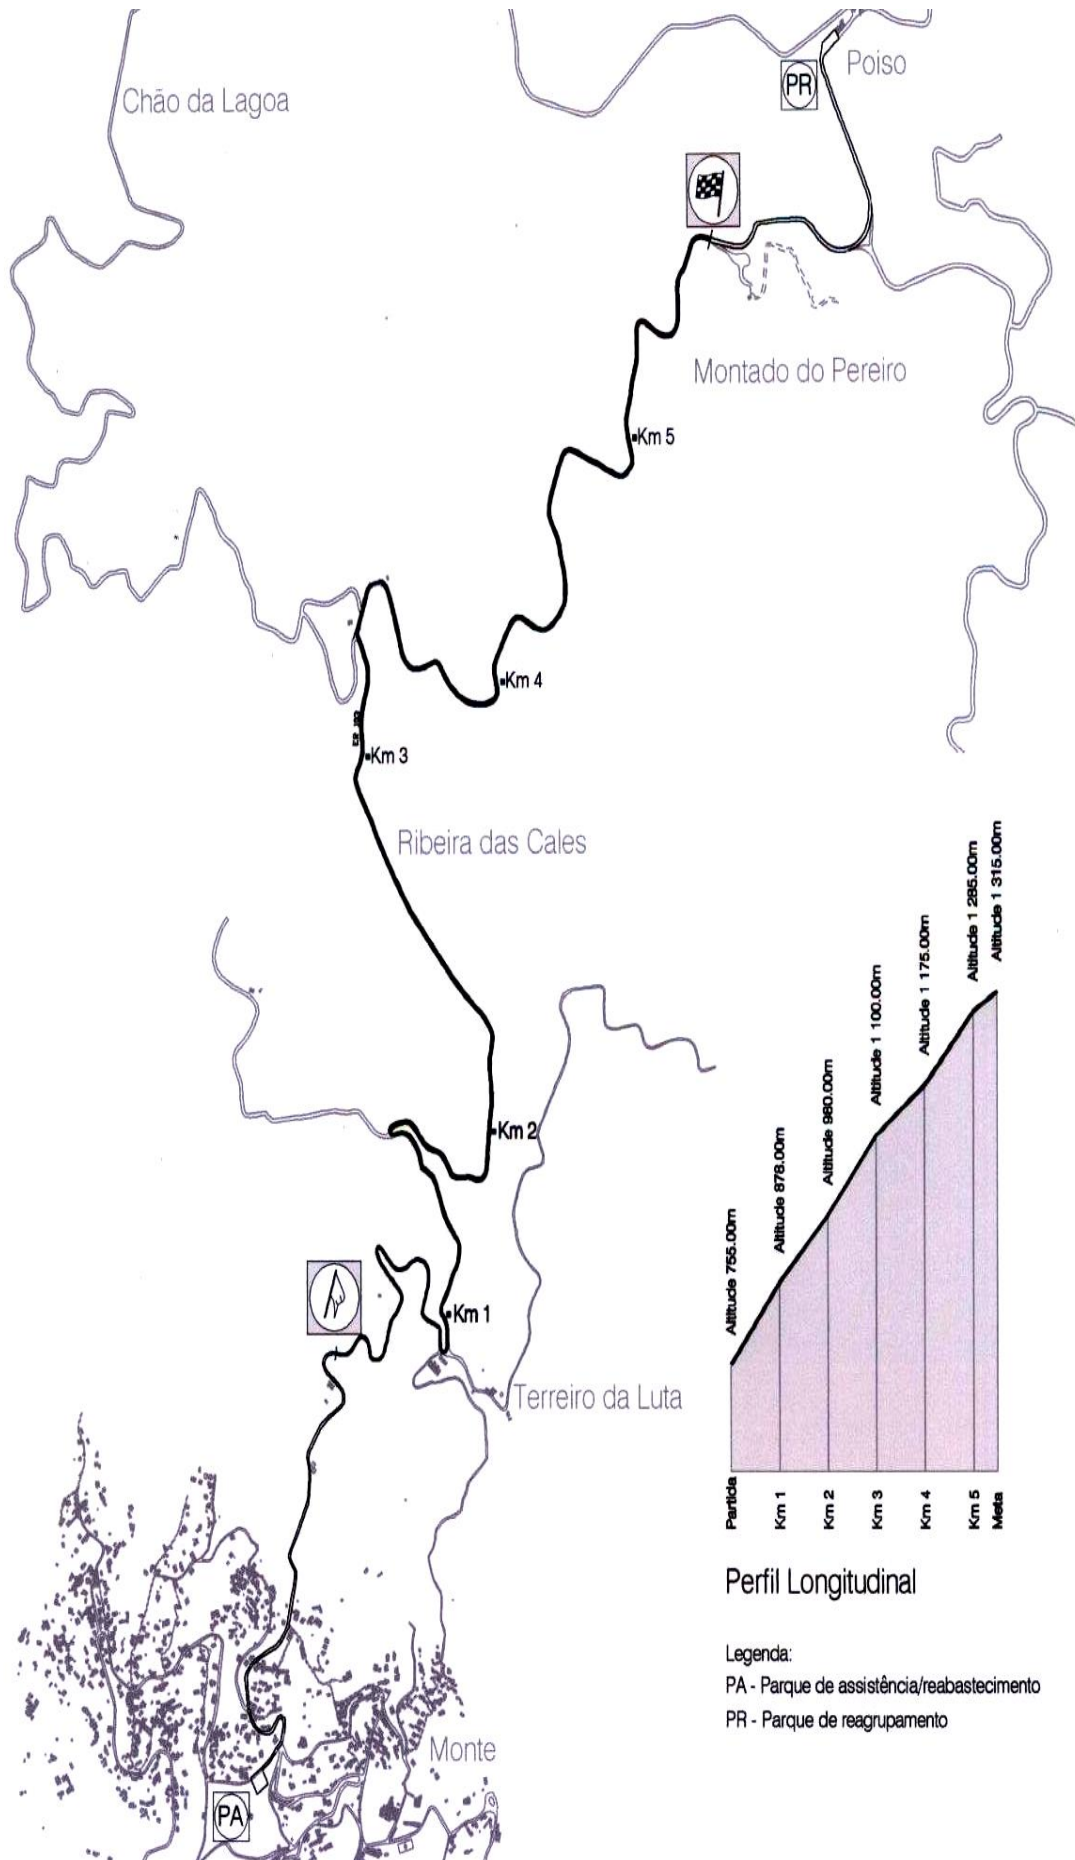 Poiso
PR
Chão da Lagoa
Montado do Pereiro
Km 5
Km 4
ER 103
Km 3
Ribeira das Cales
Km 2
Km 1
Terreiro da Luta
Monte
PA
Altitude 755.00m
Altitude 878.00m
Altitude 980.00m
Altitude 1 100.00m
Altitude 1 175.00m
Altitude 1 285.00m
Altitude 1 315.00m
Partida
Km 1
Km 2
Km 3
Km 4
Km 5
Meta
Perfil Longitudinal
Legenda:
PA - Parque de assistência/reabastecimento
PR - Parque de reagrupamento